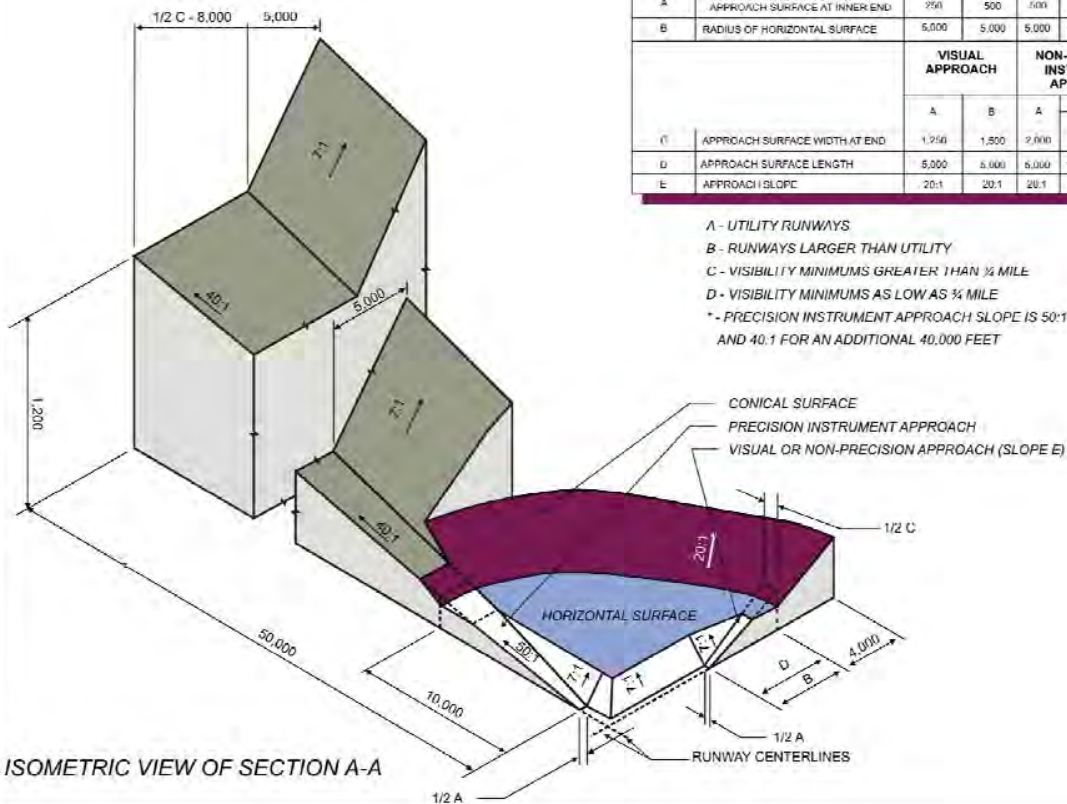 1/2 C - 8,000
5,000
A APPROACH SURFACE AT INNER END 250 500 500
B RADIUS OF HORIZONTAL SURFACE 5,000 5,000 5,000
VISUAL APPROACH
A B A
C APPROACH SURFACE WIDTH AT END 1,250 1,500 2,000
D APPROACH SURFACE LENGTH 5,000 5,000 5,000
E APPROACH SLOPE 20:1 20:1 20:1
A - UTILITY RUNWAYS
B - RUNWAYS LARGER THAN UTILITY
C - VISIBILITY MINIMUMS GREATER THAN ¾ MILE
D - VISIBILITY MINIMUMS AS LOW AS ¾ MILE
* - PRECISION INSTRUMENT APPROACH SLOPE IS 50:1
AND 40:1 FOR AN ADDITIONAL 40,000 FEET
7:1
40:1
5,000
1,200
7:1
CONICAL SURFACE
PRECISION INSTRUMENT APPROACH
VISUAL OR NON-PRECISION APPROACH (SLOPE E)
1/2 C
40:1
20:1
HORIZONTAL SURFACE
50:1
7:1
7:1
7:1
50,000
10,000
D
B
4,000
1/2 A
RUNWAY CENTERLINES
ISOMETRIC VIEW OF SECTION A-A
1/2 A